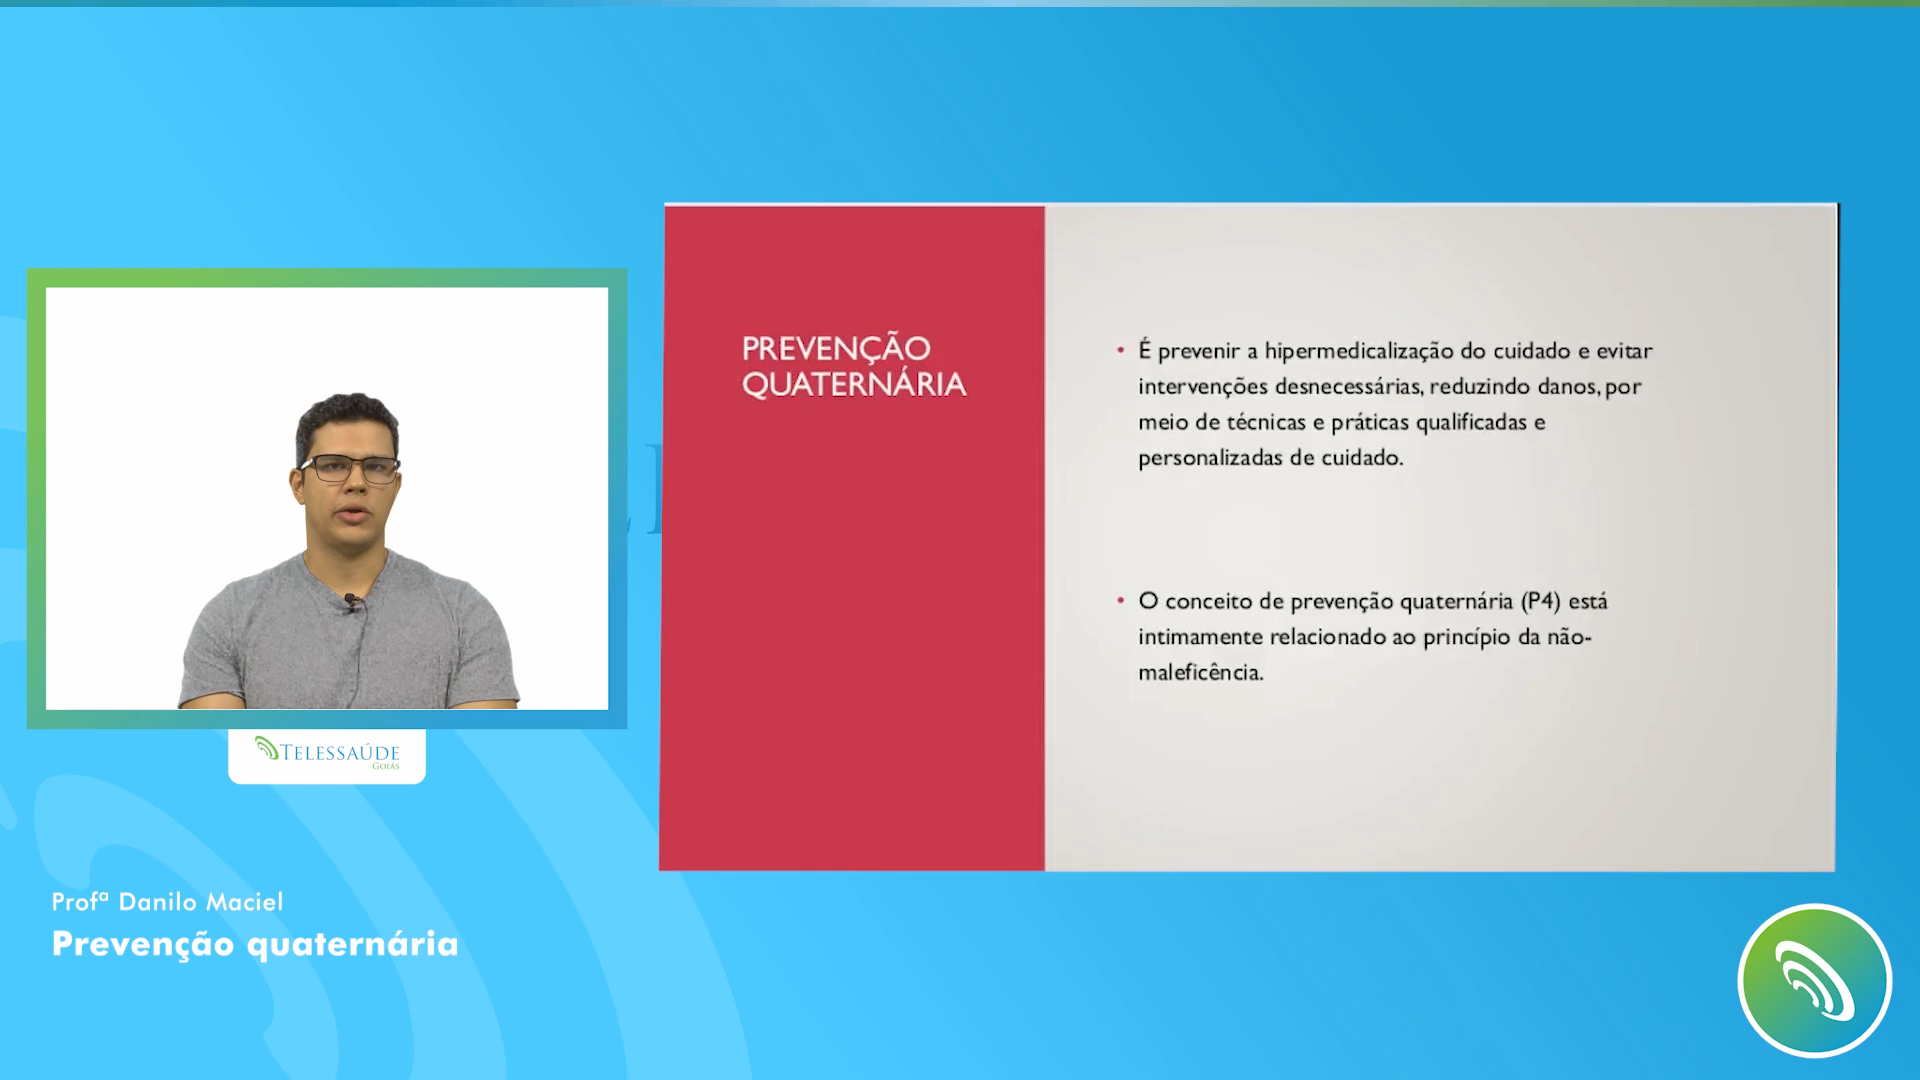 PREVENÇÃO
QUATERNÁRIA
• É prevenir a hipermedicalização do cuidado e evitar
intervenções desnecessárias, reduzindo danos, por
meio de técnicas e práticas qualificadas e
personalizadas de cuidado.
• O conceito de prevenção quaternária (P4) está
intimamente relacionado ao princípio da não-
maleficência.
TELESSAÚDE
GOIÁS
Profª Danilo Maciel
Prevenção quaternária